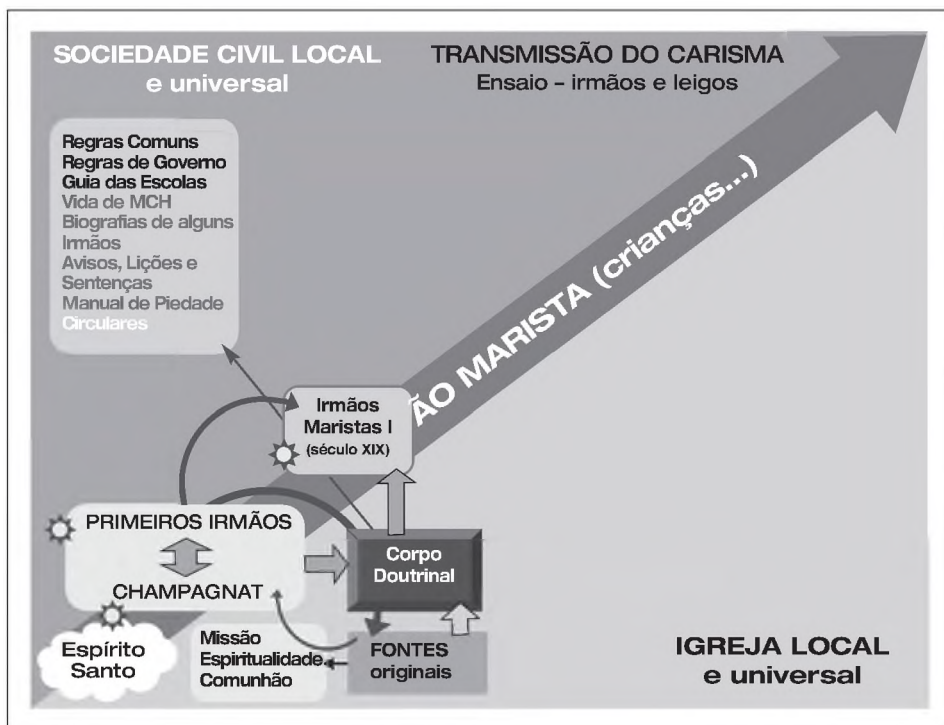 SOCIEDADE CIVIL LOCAL
e universal
TRANSMISSÃO DO CARISMA
Ensaio – irmãos e leigos
Regras Comuns
Regras de Governo
Guia das Escolas
Vida de MCH
Biografias de alguns
Irmãos
Avisos, Lições e
Sentenças
Manual de Piedade
Circulares
ÃO MARISTA (crianças...)
Irmãos
Maristas I
(século XIX)
PRIMEIROS IRMÃOS
CHAMPAGNAT
Corpo
Doutrinal
Espírito
Santo
Missão
Espiritualidade
Comunhão
FONTES
originais
IGREJA LOCAL
e universal